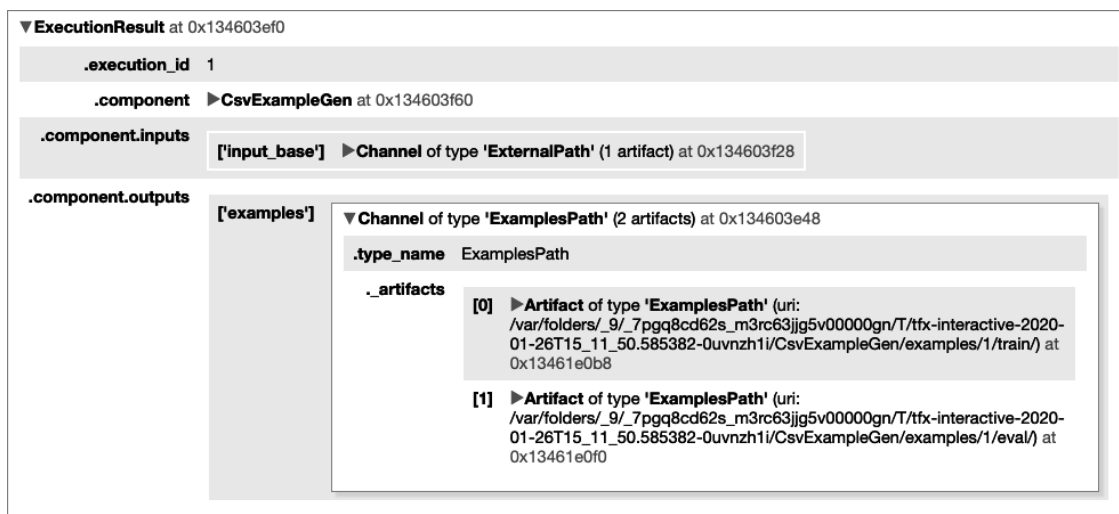 ▼ExecutionResult at 0x134603ef0
.execution_id 1
.component ▶CsvExampleGen at 0x134603f60
.component.inputs
['input_base'] ▶Channel of type 'ExternalPath' (1 artifact) at 0x134603f28
.component.outputs
['examples'] ▼Channel of type 'ExamplesPath' (2 artifacts) at 0x134603e48
.type_name ExamplesPath
._artifacts
[0] ▶Artifact of type 'ExamplesPath' (uri:
/var/folders/_9/_7pgq8cd62s_m3rc63jjg5v00000gn/T/tfx-interactive-2020-
01-26T15_11_50.585382-0uvnzh1i/CsvExampleGen/examples/1/train/) at
0x13461e0b8
[1] ▶Artifact of type 'ExamplesPath' (uri:
/var/folders/_9/_7pgq8cd62s_m3rc63jjg5v00000gn/T/tfx-interactive-2020-
01-26T15_11_50.585382-0uvnzh1i/CsvExampleGen/examples/1/eval/) at
0x13461e0f0